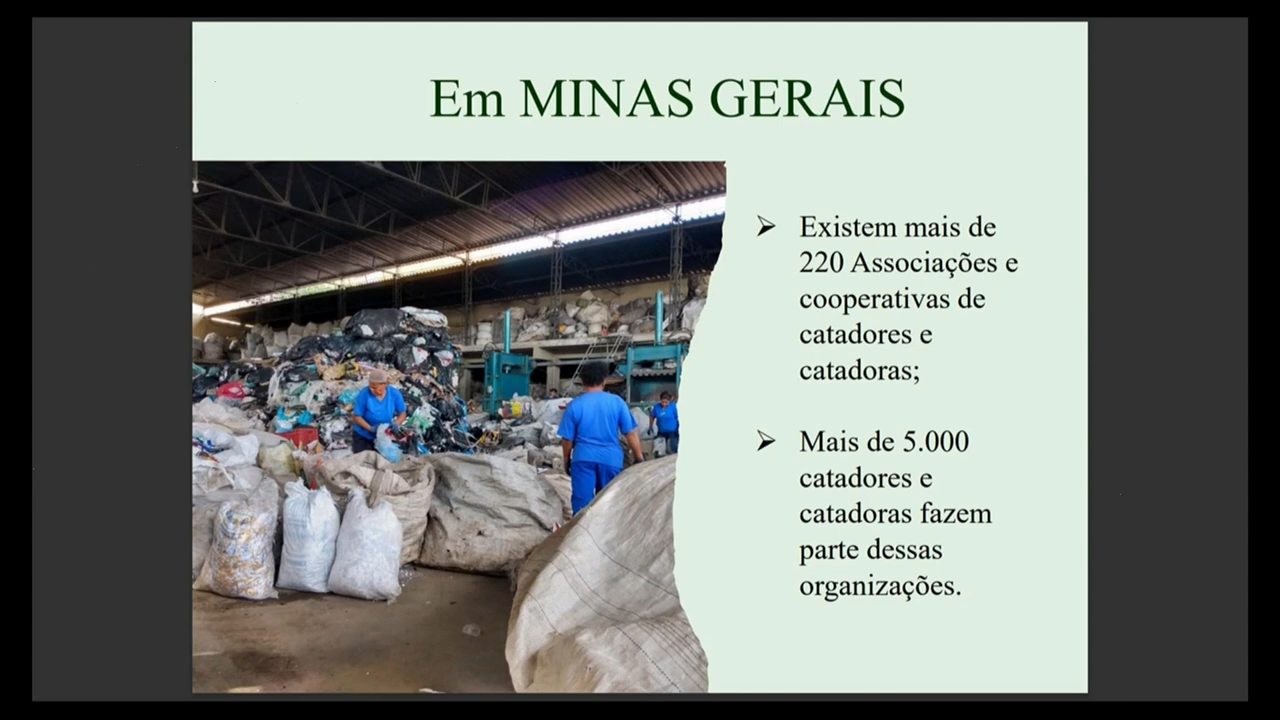 Em MINAS GERAIS
➢ Existem mais de
220 Associações e
cooperativas de
catadores e
catadoras;
➢ Mais de 5.000
catadores e
catadoras fazem
parte dessas
organizações.